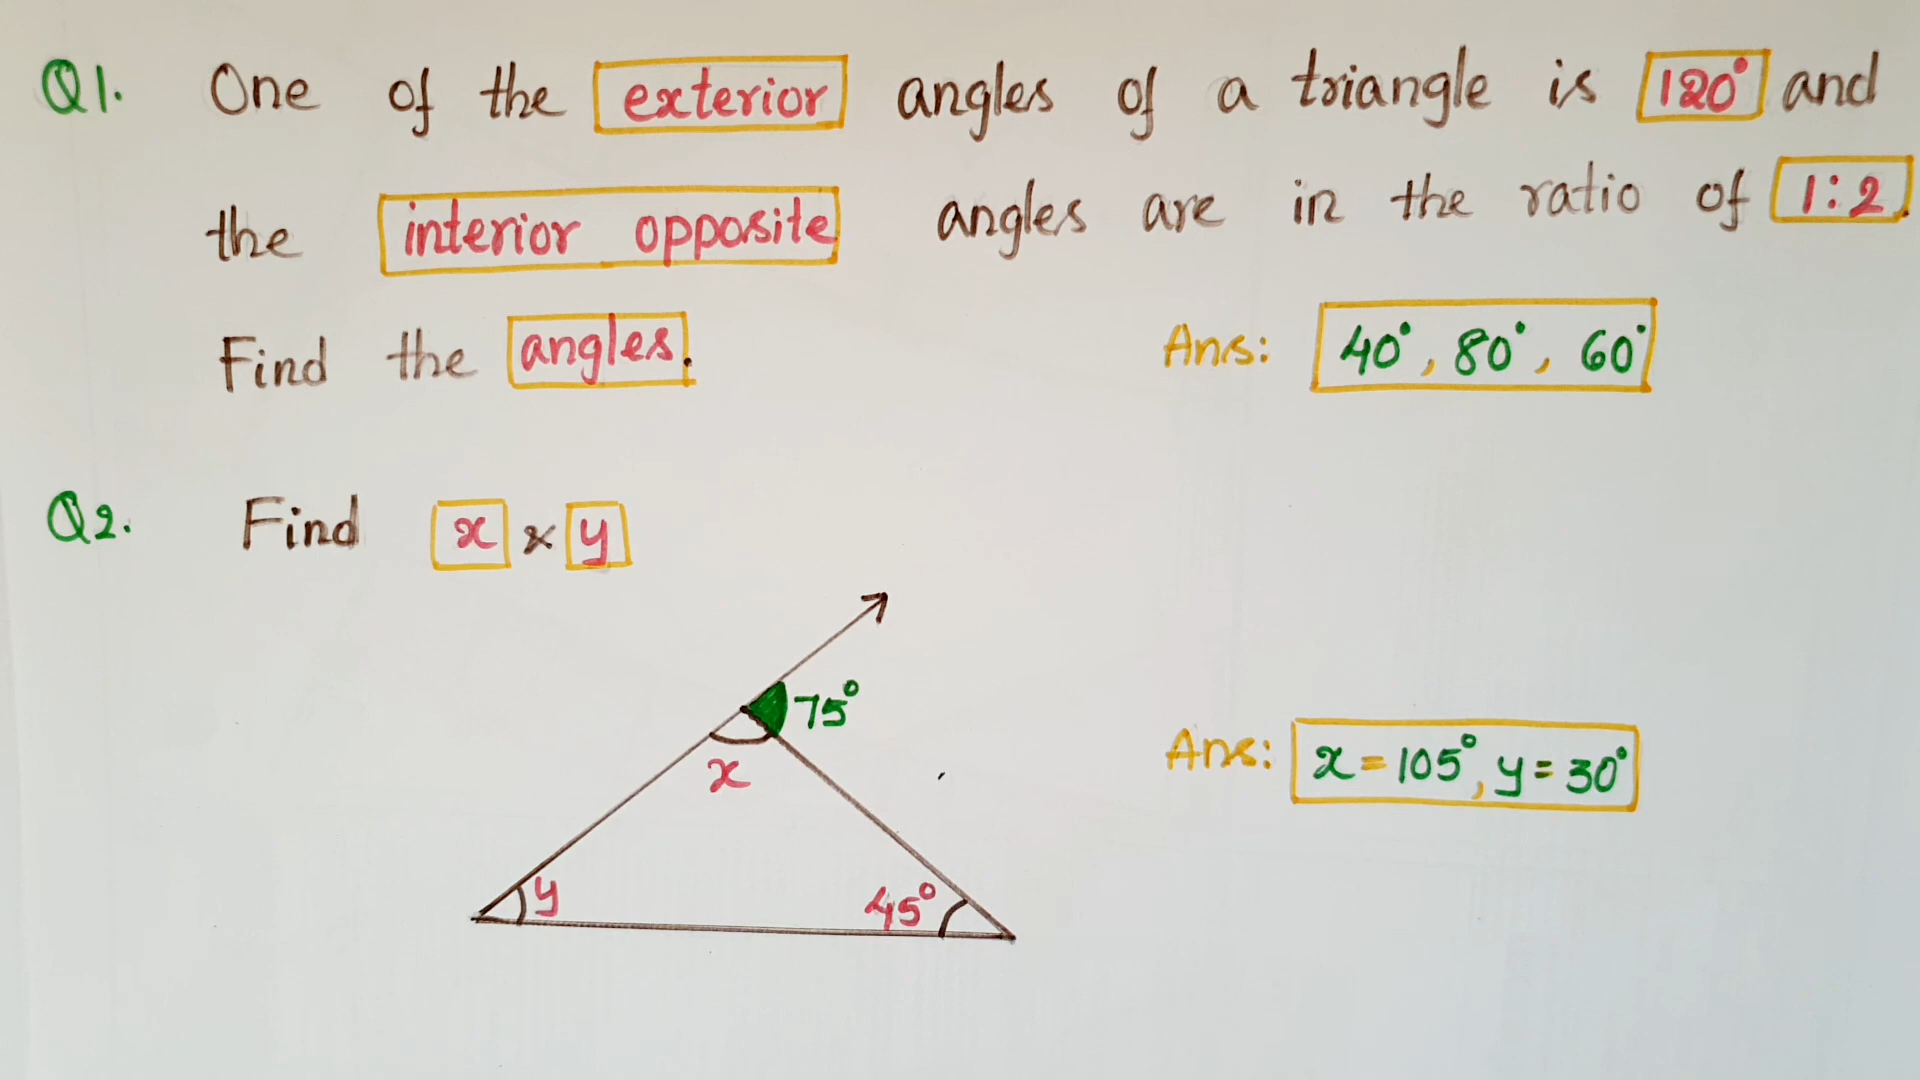 Q1. One of the exterior angles of a triangle is 120° and
the interior opposite angles are in the ratio of 1:2.
Find the angles.
Ans: 40°, 80°, 60°
Q2. Find x & y
75°
x
Ans: x = 105°, y = 30°
y
45°